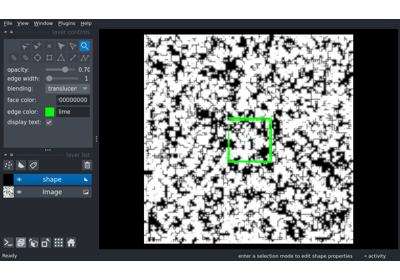 File View Window Plugins Help
layer controls
opacity: 0.70
edge width: 1
blending: translucen
face color: 00000000
edge color: lime
display text:
layer list
shape
Image
Ready enter a selection mode to edit shape properties activity